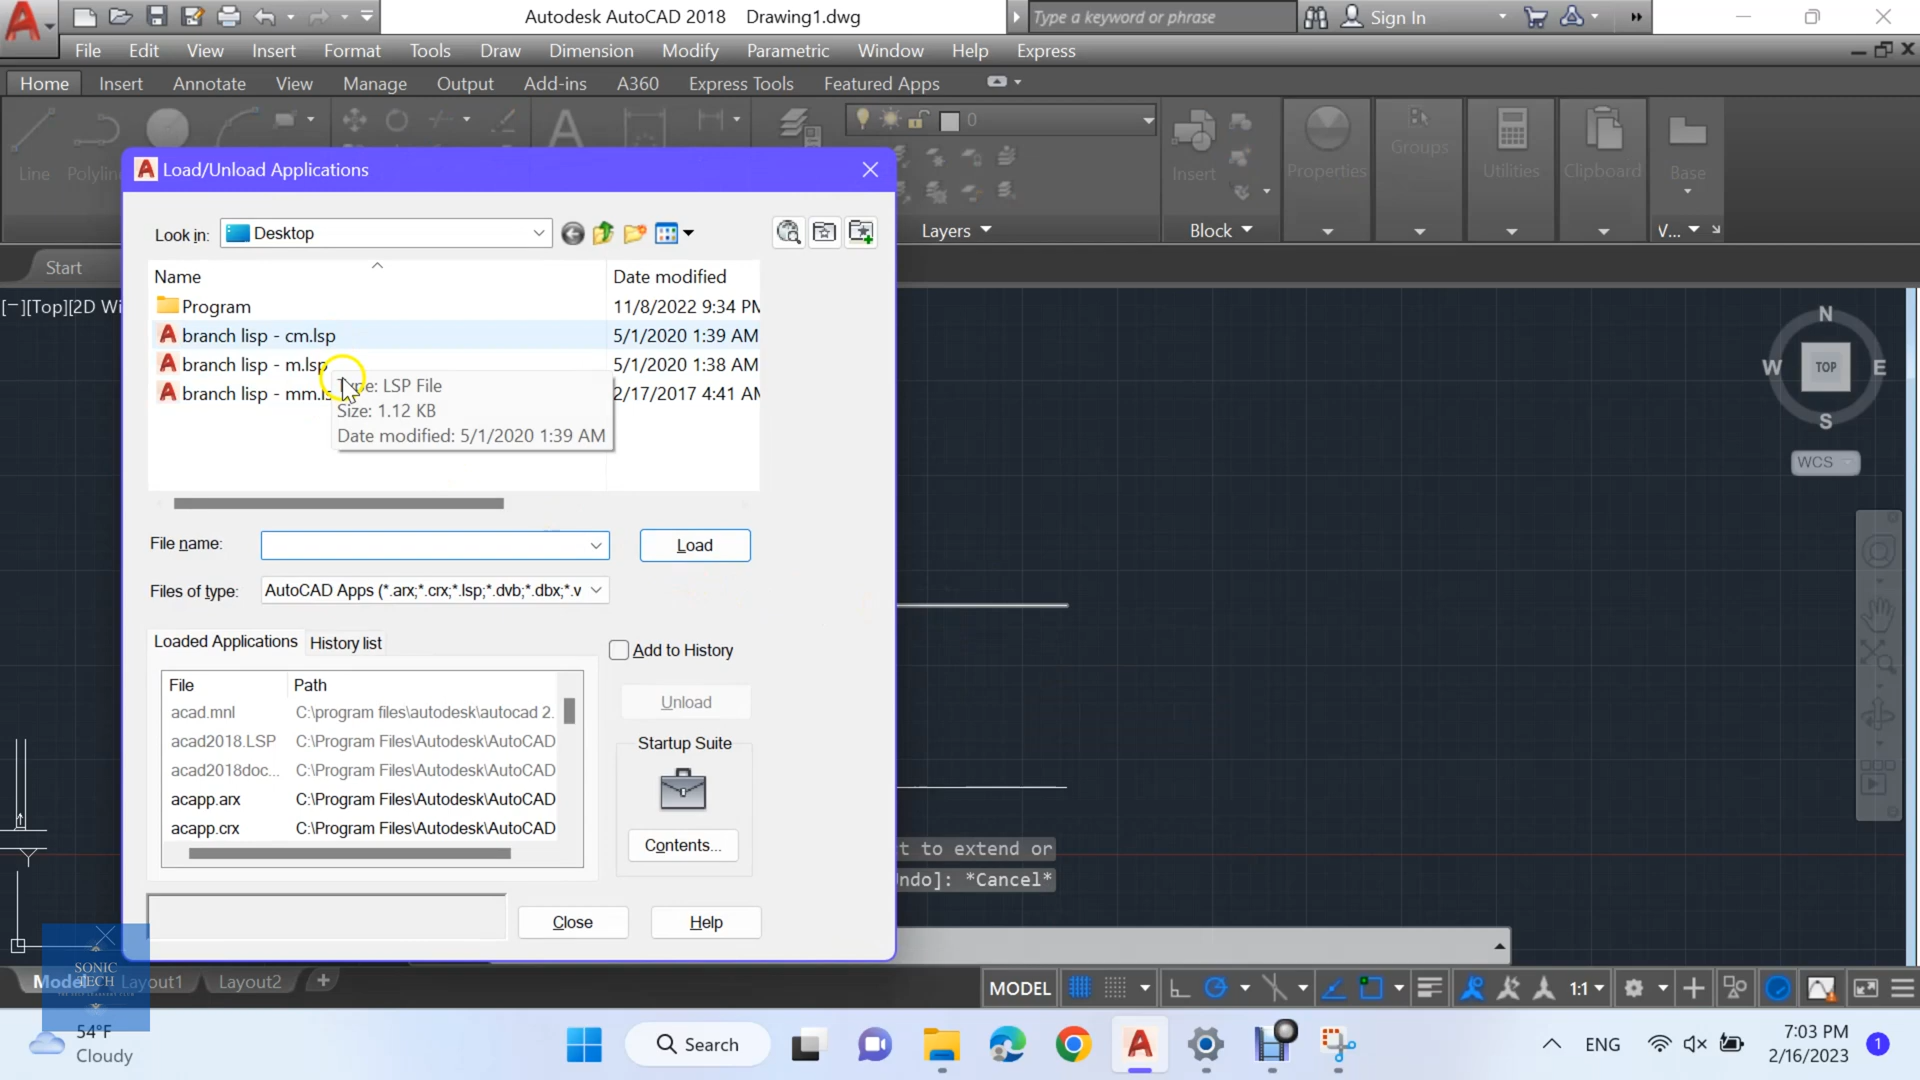 Autodesk AutoCAD 2018 Drawing1.dwg
Type a keyword or phrase
Sign In
File Edit View Insert Format Tools Draw Dimension Modify Parametric Window Help Express
Home Insert Annotate View Manage Output Add-ins A360 Express Tools Featured Apps
0
Line
Insert
Properties
Groups
Utilities
Clipboard
Base
Layers
Block
V...
Load/Unload Applications
Start
[−][Top][2D Wi
Look in: Desktop
Name Date modified
Program 11/8/2022 9:34 PM
branch lisp - cm.lsp 5/1/2020 1:39 AM
branch lisp - m.lsp 5/1/2020 1:38 AM
branch lisp - mm. 2/17/2017 4:41 AM
Type: LSP File
Size: 1.12 KB
Date modified: 5/1/2020 1:39 AM
File name:
Load
Files of type: AutoCAD Apps (*.arx;*.crx;*.lsp;*.dvb;*.dbx;*.v
Loaded Applications History list
Add to History
File Path
acad.mnl C:\program files\autodesk\autocad 2.
acad2018.LSP C:\Program Files\Autodesk\AutoCAD
acad2018doc... C:\Program Files\Autodesk\AutoCAD
acapp.arx C:\Program Files\Autodesk\AutoCAD
acapp.crx C:\Program Files\Autodesk\AutoCAD
Unload
Startup Suite
Contents...
Close Help
N
W TOP E
S
WCS
t to extend or
ndo]: *Cancel*
Y
SONIC
TECH
Model Layout1 Layout2 +
MODEL 1:1
54°F
Cloudy
Search
ENG
7:03 PM
2/16/2023
1